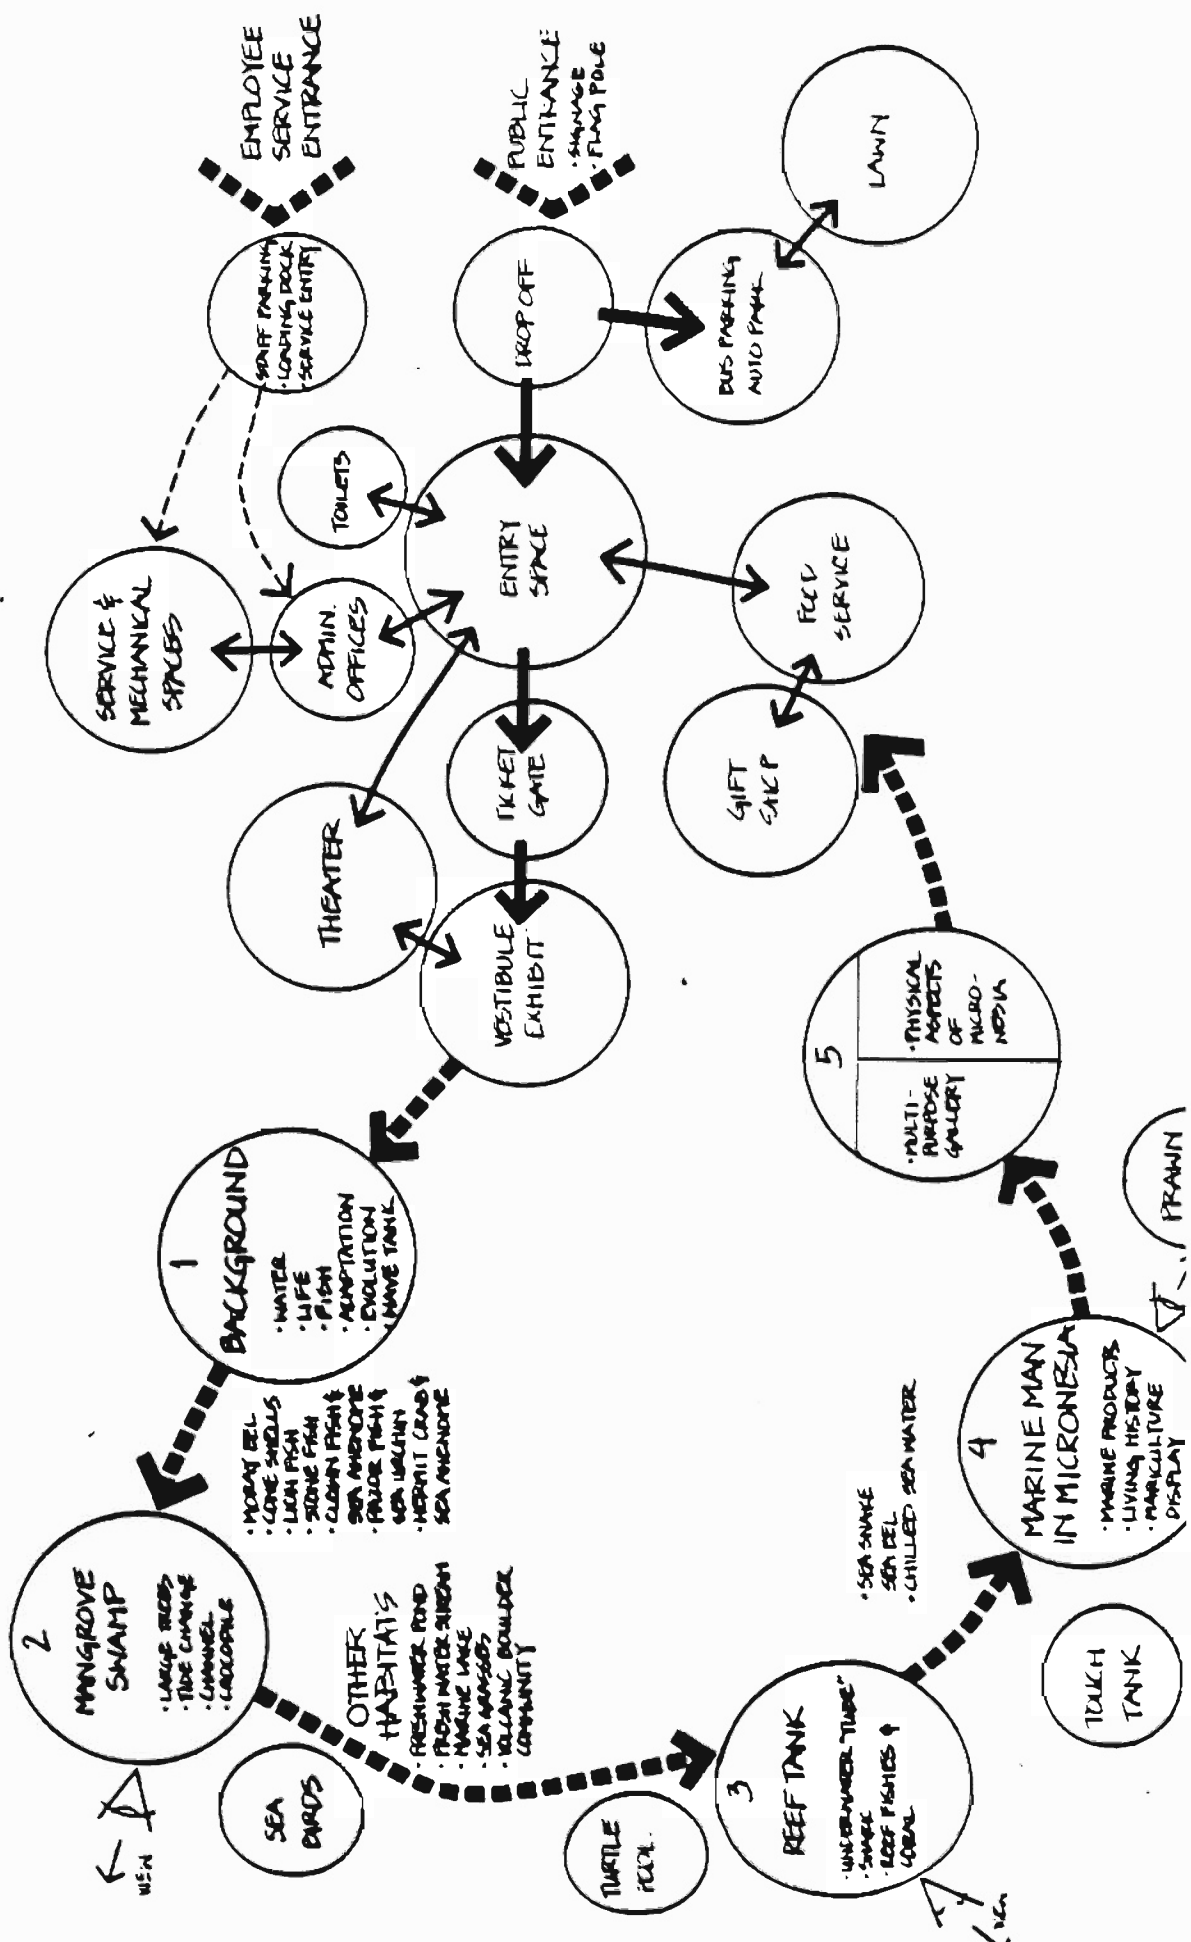 EMPLOYEE
SERVICE
ENTRANCE
PUBLIC
ENTRANCE
• SIGNAGE
• FLAG POLE
STAFF PARKING
• LOADING DOCK
• SERVICE ENTRY
DROP OFF
BUS PARKING
AUTO PARK
LAWN
TOILETS
SERVICE &
MECHANICAL
SPACES
ADMIN.
OFFICES
ENTRY
SPACE
FOOD
SERVICE
GIFT
SHOP
TICKET
GATE
THEATER
VESTIBULE
EXHIBIT
1
BACKGROUND
• WATER
• LIFE
• FISH
• ADAPTATION
• EVOLUTION
• WAVE TANK
• MORAY EEL
• CONE SHELLS
• LION FISH
• STONE FISH
• CLOWN FISH &
SEA ANENOME
• RAZOR FISH &
SEA URCHIN
• HERMIT CRAB &
SEA ANENOME
2
MANGROVE
SWAMP
• LARGE TREES
• TIDE CHANGE
• CHANNEL
• CROCODILE
VIEW
SEA
BIRDS
OTHER
HABITATS
• FRESHWATER POND
• FRESH WATER STREAM
• MARINE LAKE
• SEA GRASSES
• VOLCANIC BOULDER
COMMUNITY
TURTLE
POOL
3
REEF TANK
• UNDERWATER "TUBE"
• SHARK
• REEF FISHES &
CORAL
VIEW
• SEA SNAKE
SEA EEL
• CHILLED SEA WATER
TOUCH
TANK
4
MARINE MAN
IN MICRONESIA
• MARINE PRODUCTS
• LIVING HISTORY
• MARICULTURE
DISPLAY
PRAWN
5
• MULTI-
PURPOSE
GALLERY
• PHYSICAL
ASPECTS
OF
MICRO-
NESIA